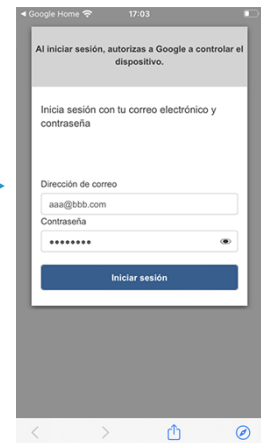 ◀ Google Home 17:03
Al iniciar sesión, autorizas a Google a controlar el
dispositivo.
Inicia sesión con tu correo electrónico y
contraseña
Dirección de correo
aaa@bbb.com
Contraseña
••••••••
Iniciar sesión